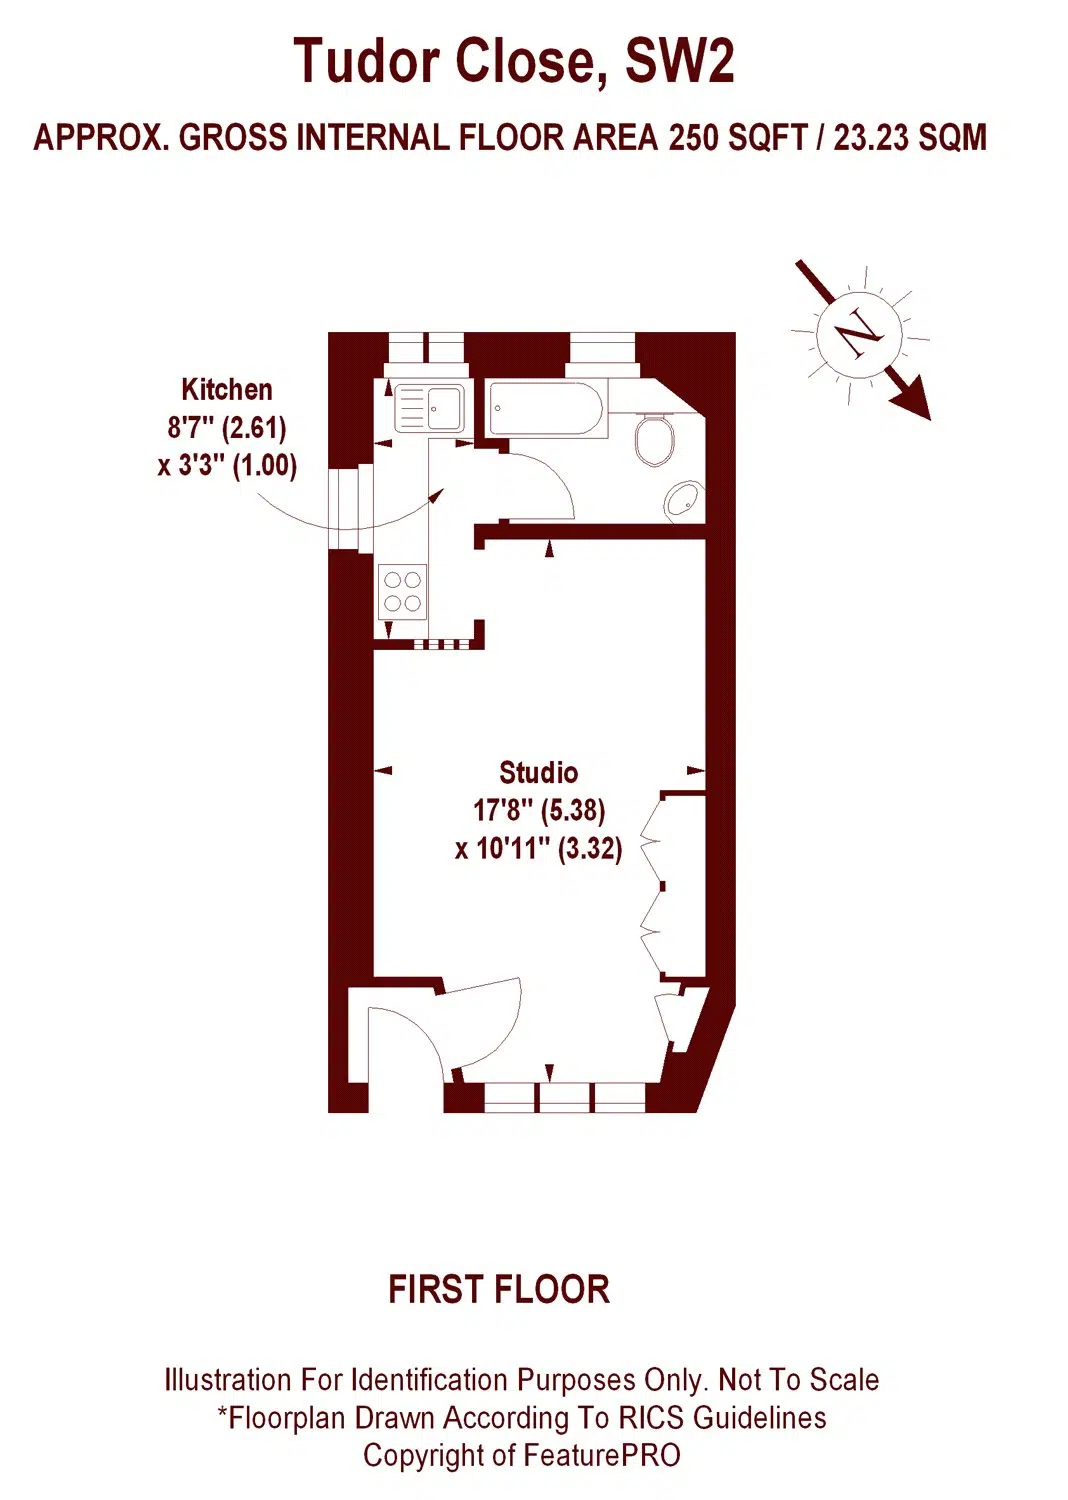 Tudor Close, SW2
APPROX. GROSS INTERNAL FLOOR AREA 250 SQFT / 23.23 SQM
N
Kitchen
8'7" (2.61)
x 3'3" (1.00)
Studio
17'8" (5.38)
x 10'11" (3.32)
FIRST FLOOR
Illustration For Identification Purposes Only. Not To Scale
*Floorplan Drawn According To RICS Guidelines
Copyright of FeaturePRO